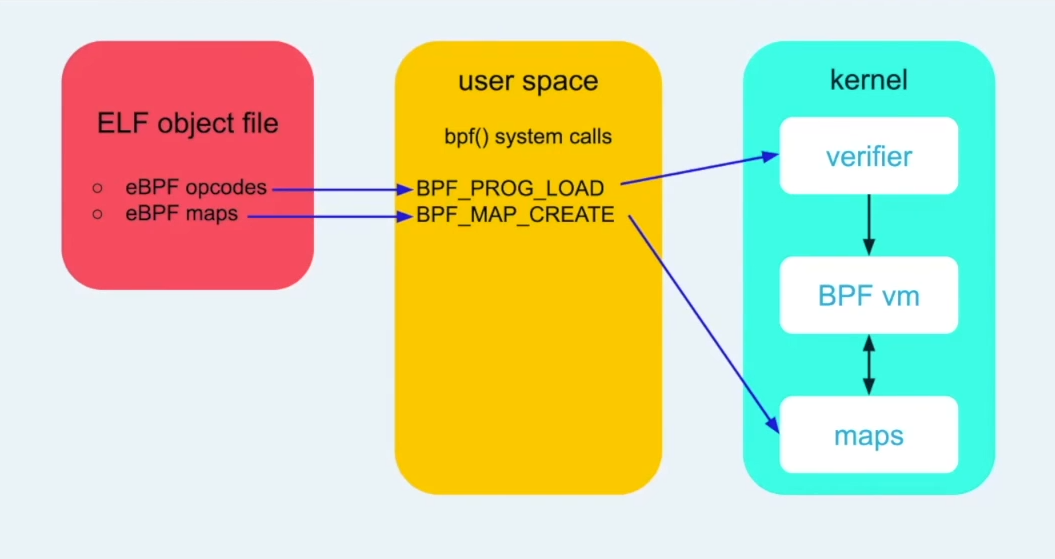 ELF object file
eBPF opcodes
eBPF maps
user space
bpf() system calls
BPF_PROG_LOAD
BPF_MAP_CREATE
kernel
verifier
BPF vm
maps